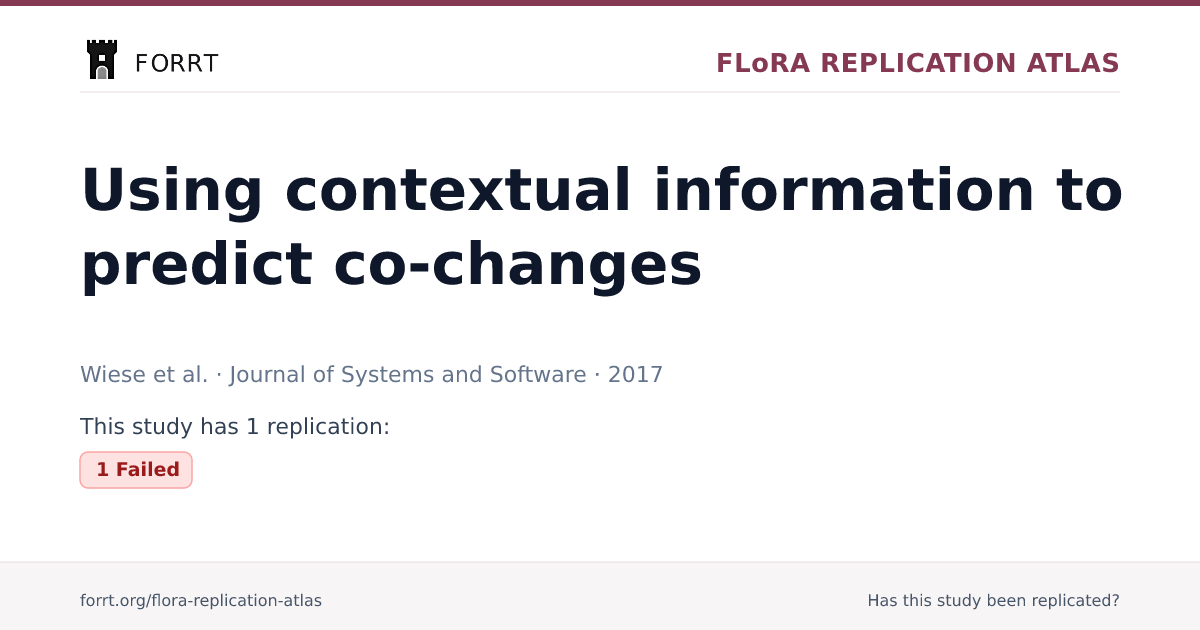 FORRT
FLoRA REPLICATION ATLAS
Using contextual information to
predict co-changes
Wiese et al. · Journal of Systems and Software · 2017
This study has 1 replication:
1 Failed
forrt.org/flora-replication-atlas
Has this study been replicated?